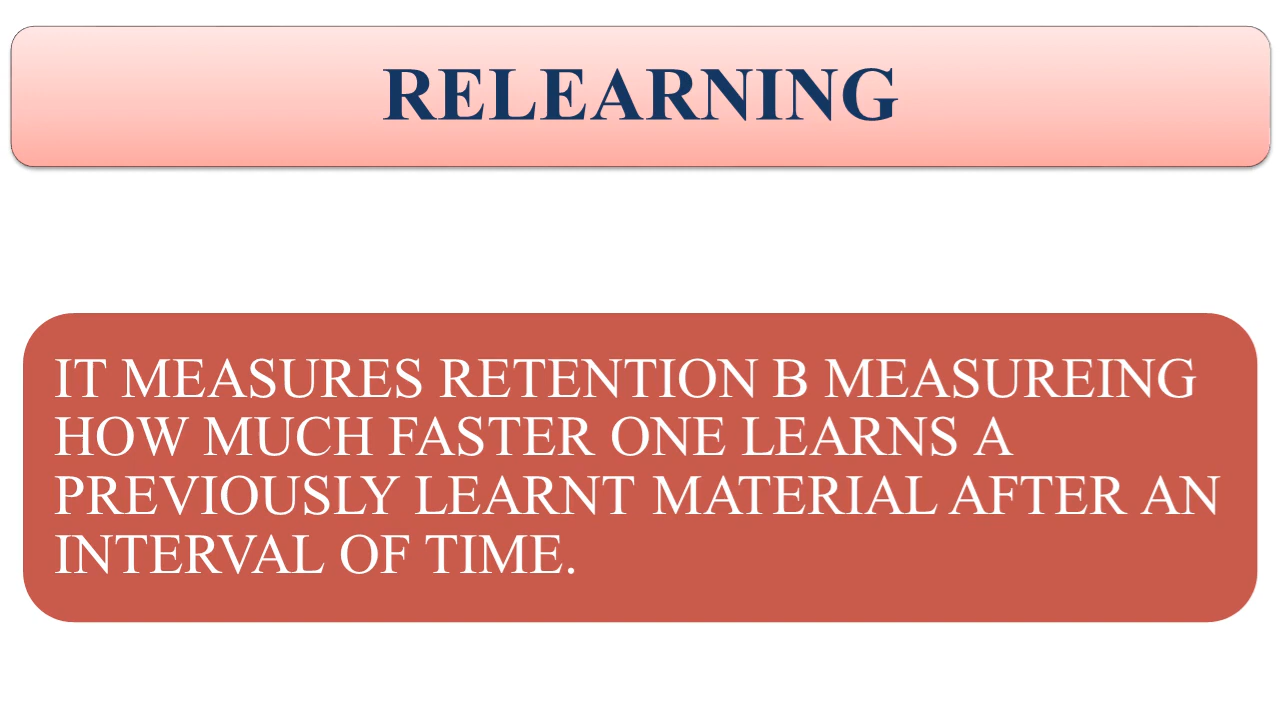 RELEARNING
IT MEASURES RETENTION B MEASUREING
HOW MUCH FASTER ONE LEARNS A
PREVIOUSLY LEARNT MATERIAL AFTER AN
INTERVAL OF TIME.